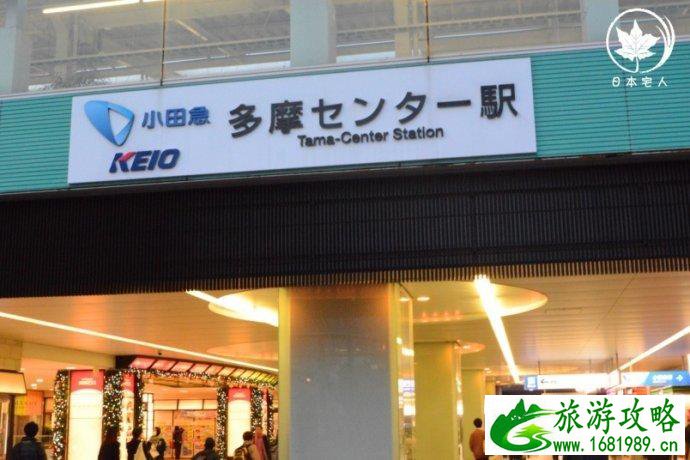 日本宅人
小田急
KEIO
多摩センター駅
Tama-Center Station
旅游攻略
www.1681989.cn